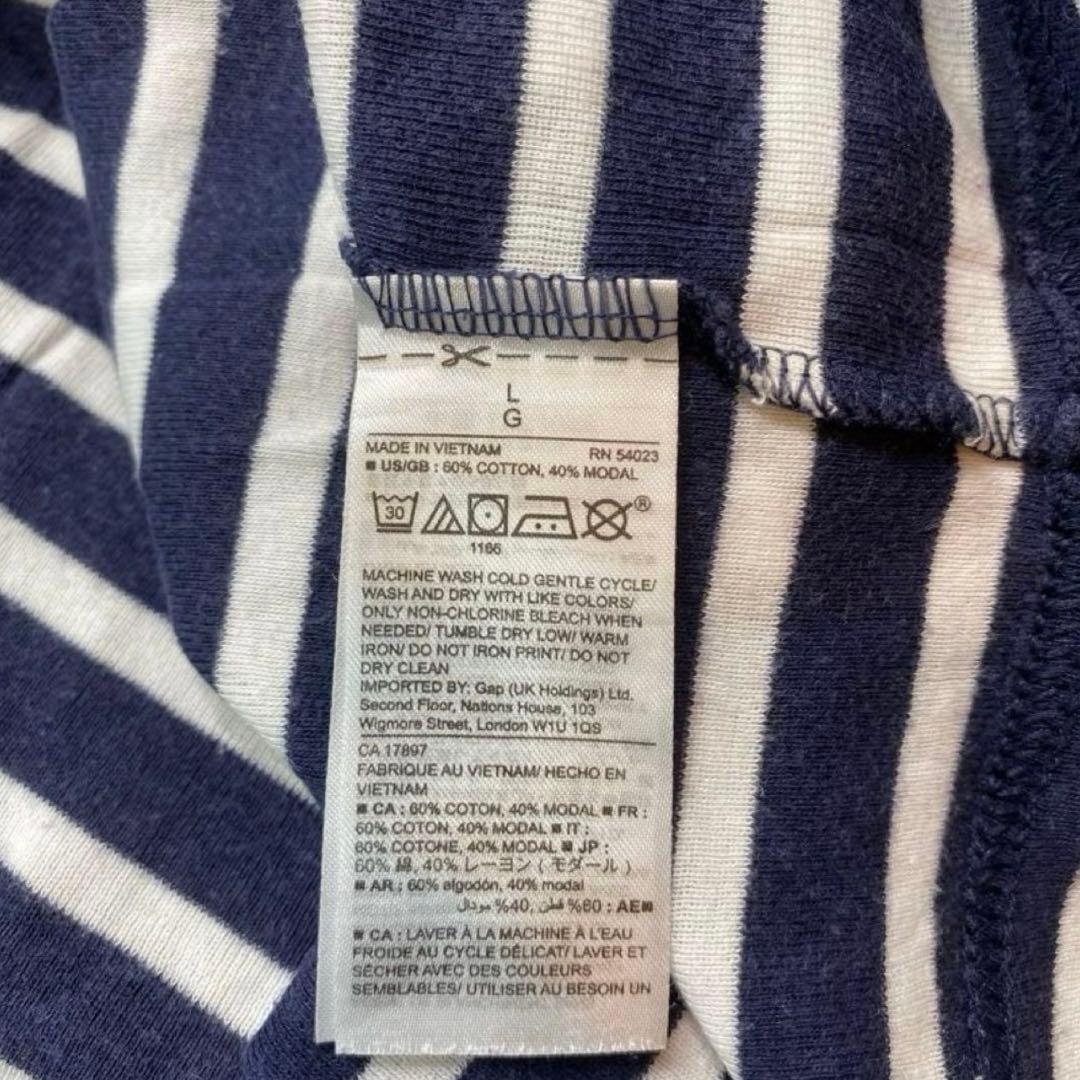 L
G
MADE IN VIETNAM RN 54023
■ US/GB : 60% COTTON, 40% MODAL
30 ®
1166
MACHINE WASH COLD GENTLE CYCLE/
WASH AND DRY WITH LIKE COLORS/
ONLY NON-CHLORINE BLEACH WHEN
NEEDED/ TUMBLE DRY LOW/ WARM
IRON/ DO NOT IRON PRINT/ DO NOT
DRY CLEAN
IMPORTED BY: Gap (UK Holdings) Ltd.
Second Floor, Nations House, 103
Wigmore Street, London W1U 1QS
CA 17897
FABRIQUE AU VIETNAM/ HECHO EN
VIETNAM
■ CA : 60% COTON, 40% MODAL ■ FR :
60% COTON, 40% MODAL ■ IT :
60% COTONE, 40% MODAL ■ JP :
60% 綿, 40% レーヨン ( モダール )
■ AR : 60% algodón, 40% modal
■AE : 60% قطن, 40% مودال
■ CA : LAVER À LA MACHINE À L'EAU
FROIDE AU CYCLE DÉLICAT/ LAVER ET
SÉCHER AVEC DES COULEURS
SEMBLABLES/ UTILISER AU BESOIN UN